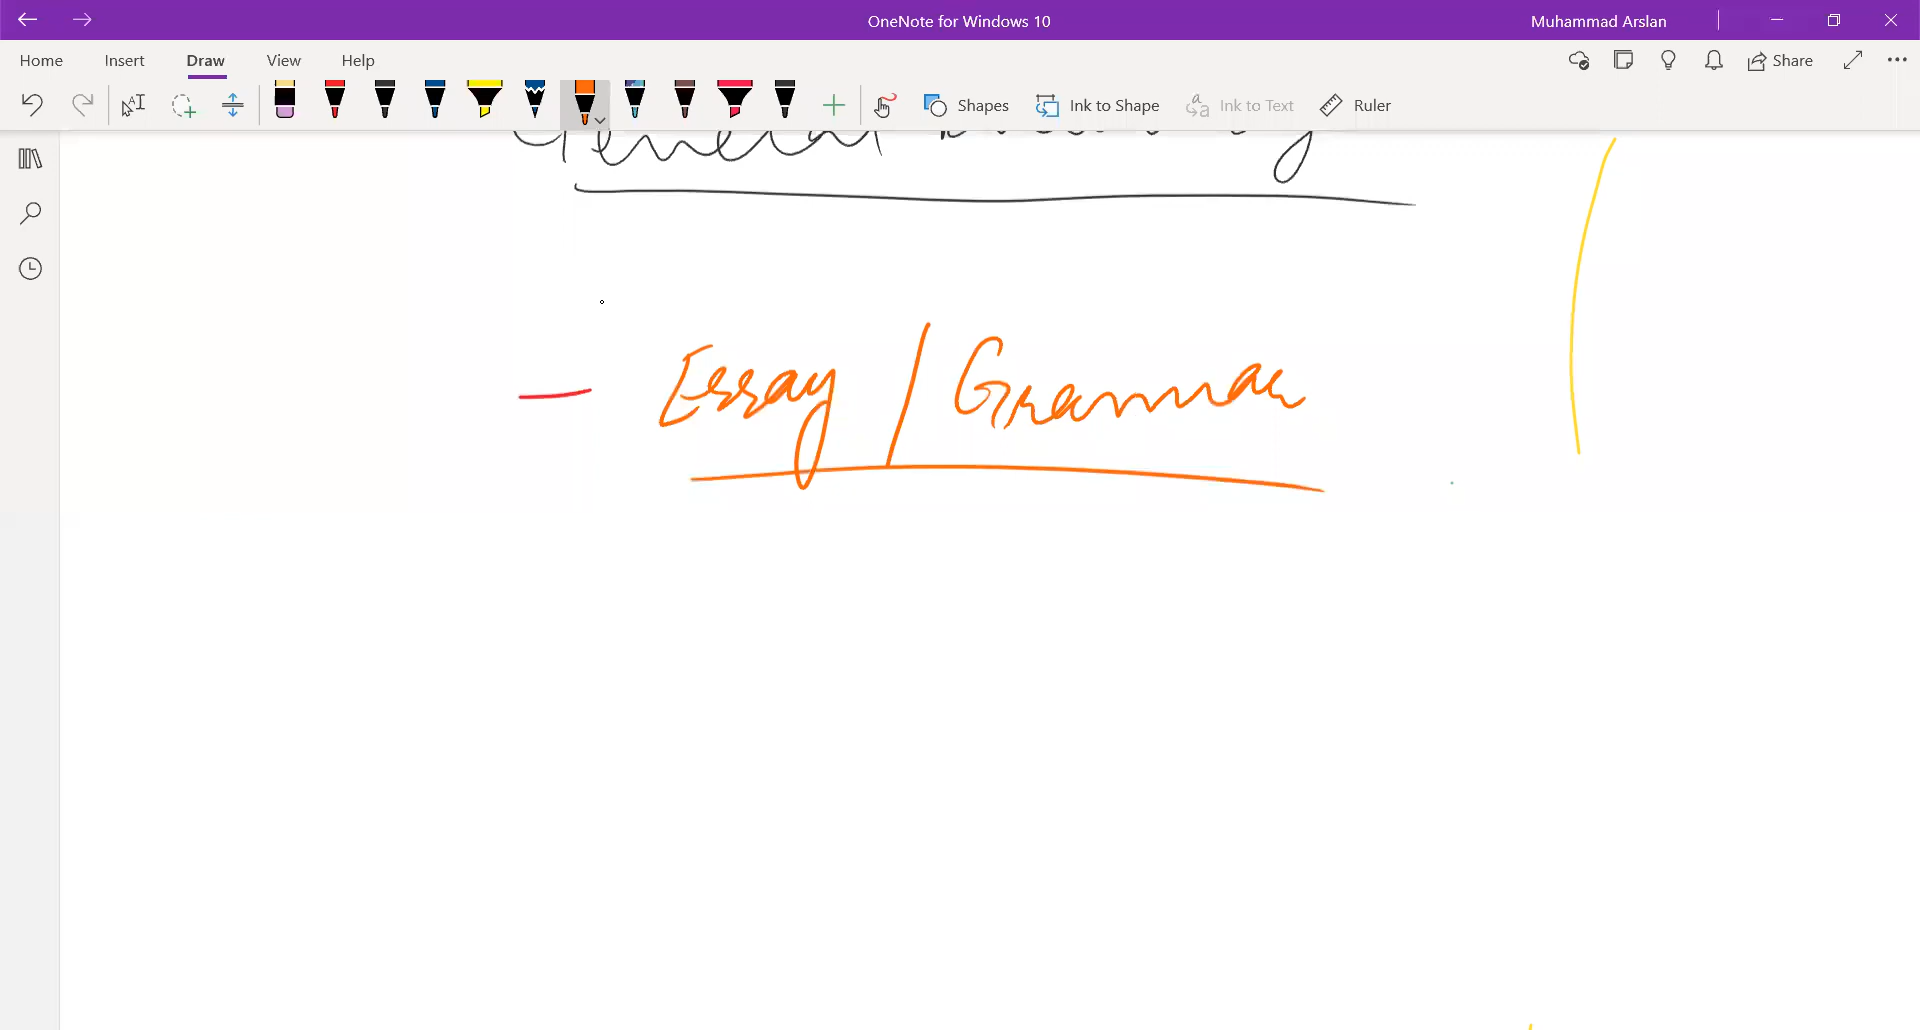 OneNote for Windows 10
Muhammad Arslan
Home Insert Draw View Help
Share
Shapes Ink to Shape Ink to Text Ruler
General
- Essay / Grammar